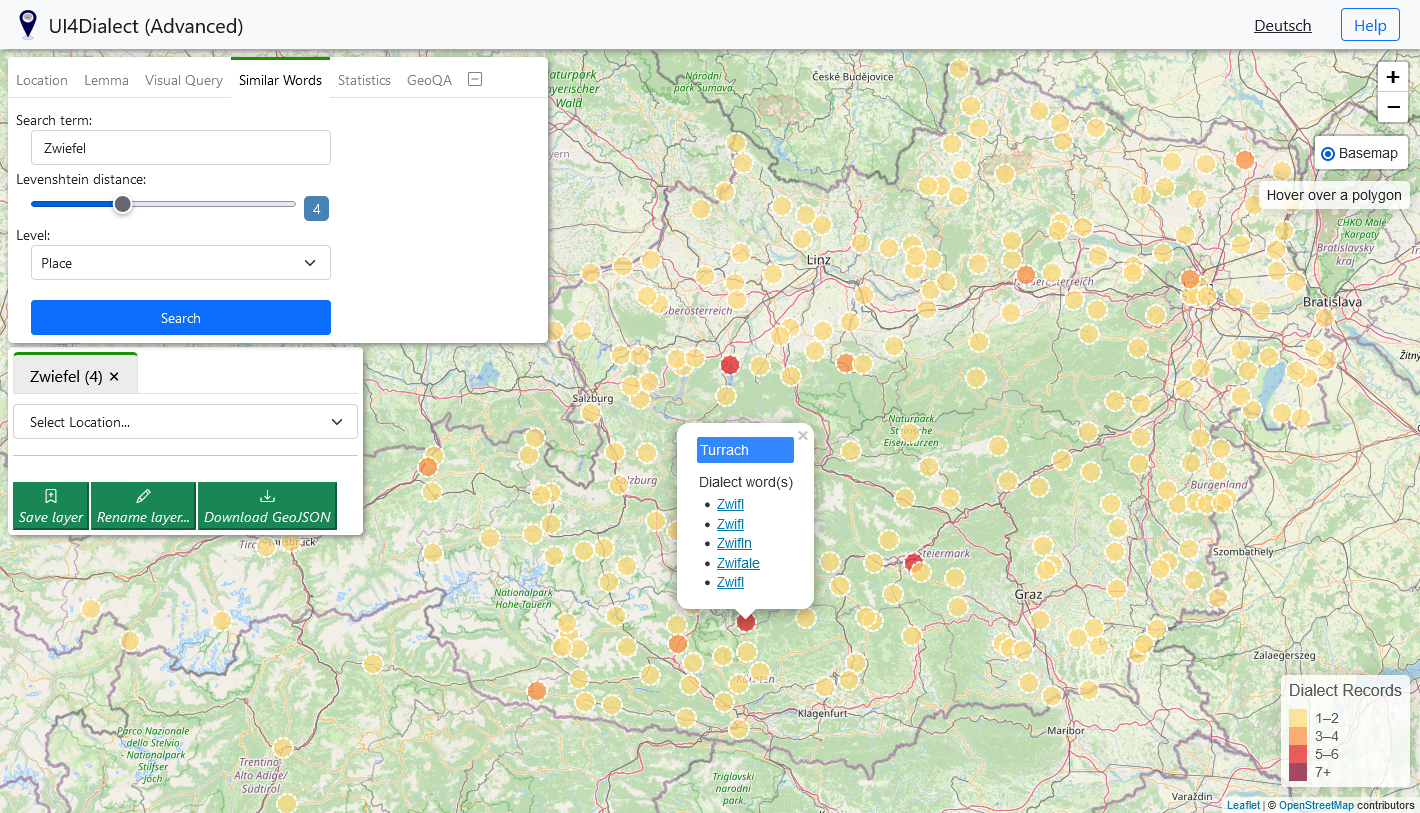 UI4Dialect (Advanced)
Deutsch
Help
Location
Lemma
Visual Query
Similar Words
Statistics
GeoQA
Search term:
Zwiefel
Levenshtein distance:
4
Level:
Place
Search
Zwiefel (4) ×
Select Location...
Save layer
Rename layer...
Download GeoJSON
+
−
Basemap
Hover over a polygon
Turrach
×
Dialect word(s)
Zwifl
Zwifl
Zwifln
Zwifale
Zwifl
Národní
park Šumava
České Budějovice
Wald
Linz
Bratislava
CHKO Malé
Karpaty
Bratislavský
kraj
Salzburg
Naturpark
Eisenwurzen
Salzburg
Burgenland
Steiermark
Szombathely
Graz
Nationalpark
Hohe Tauern
Zalaegerszeg
Klagenfurt
Maribor
Parco Nazionale
dello Stelvio
- Nationalpark
Stilfser
Joch
Trentino-
Alto Adige/
Südtirol
Triglavski
narodni
park
Varaždin
Dialect Records
1–2
3–4
5–6
7+
Leaflet | © OpenStreetMap contributors